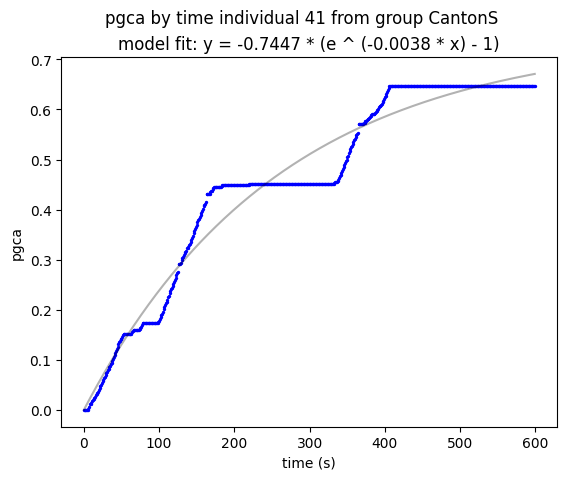 pgca by time individual 41 from group CantonS
model fit: y = -0.7447 * (e ^ (-0.0038 * x) - 1)
0.7
0.6
0.5
0.4
0.3
0.2
0.1
0.0
pgca
0 100 200 300 400 500 600
time (s)